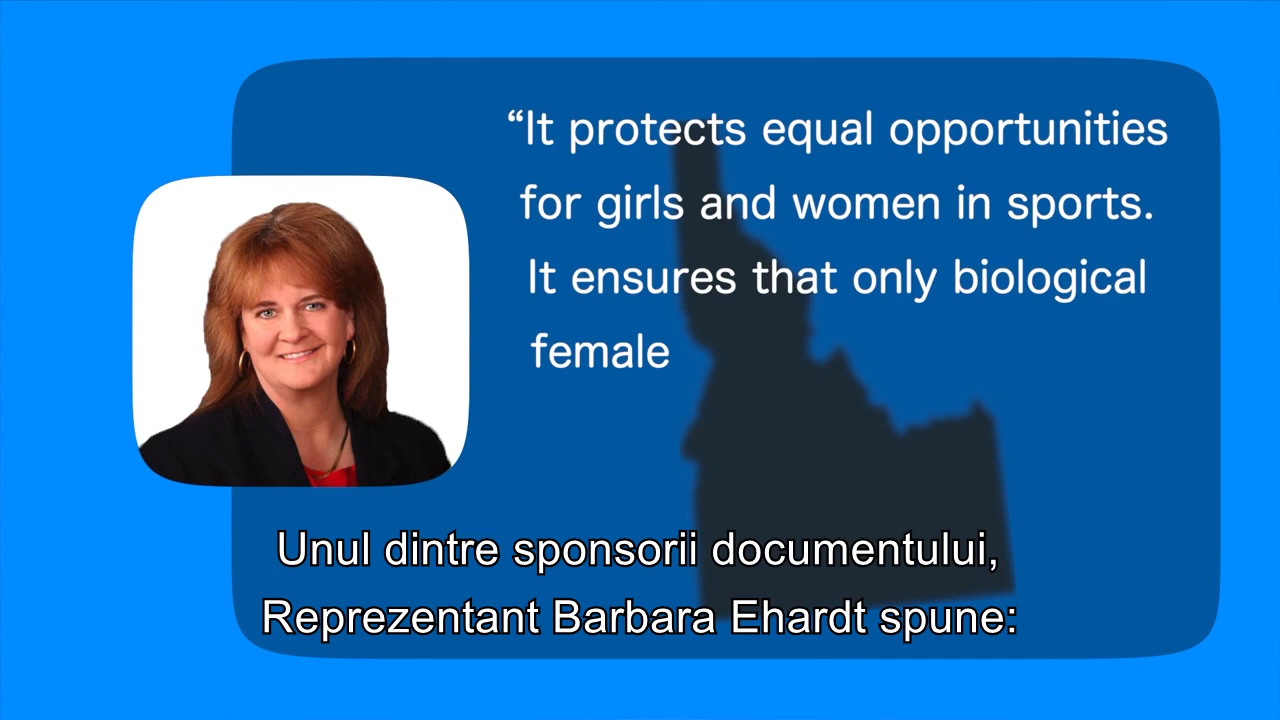 “It protects equal opportunities
for girls and women in sports.
It ensures that only biological
female
Unul dintre sponsorii documentului,
Reprezentant Barbara Ehardt spune: